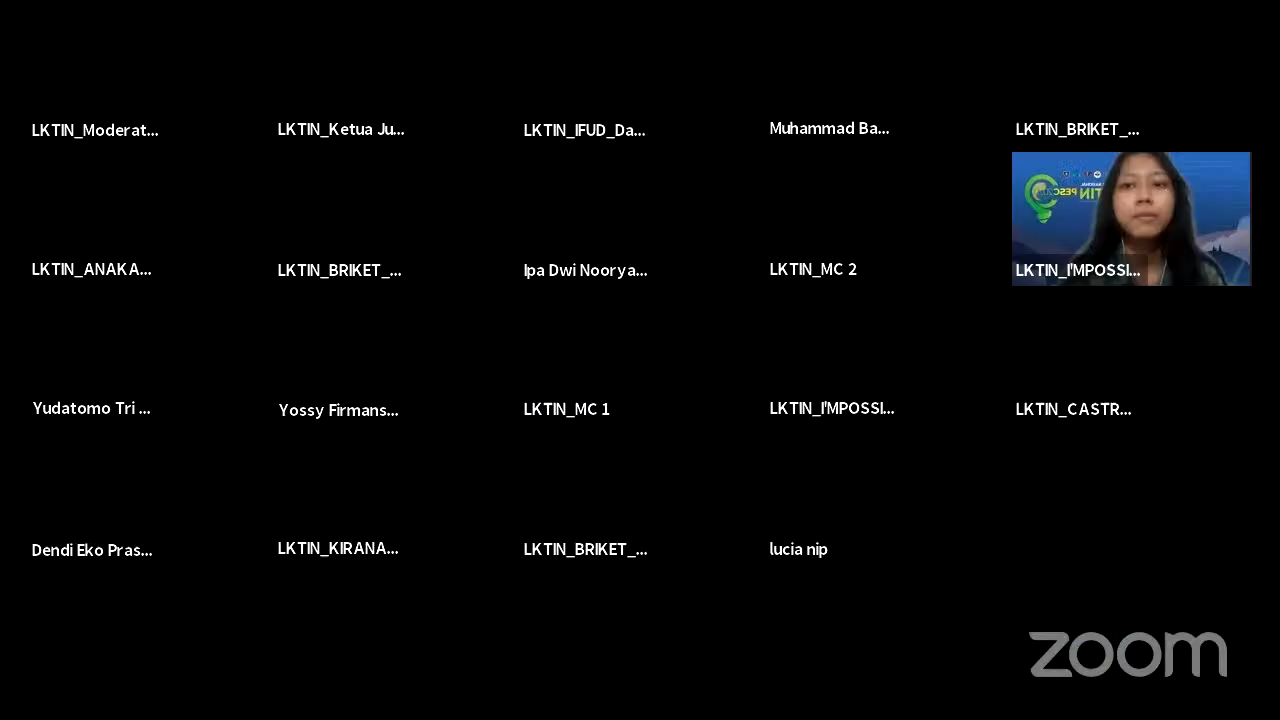 LKTIN_Moderat...
LKTIN_Ketua Ju...
LKTIN_IFUD_Da...
Muhammad Ba...
LKTIN_BRIKET_...
LKTIN_ANAK A...
LKTIN_BRIKET_...
Ipa Dwi Noorya...
LKTIN_MC 2
LKTIN_I'MPOSSI...
Yudatomo Tri ...
Yossy Firmans...
LKTIN_MC 1
LKTIN_I'MPOSSI...
LKTIN_CASTR...
Dendi Eko Pras...
LKTIN_KIRANA...
LKTIN_BRIKET_...
lucia nip
zoom